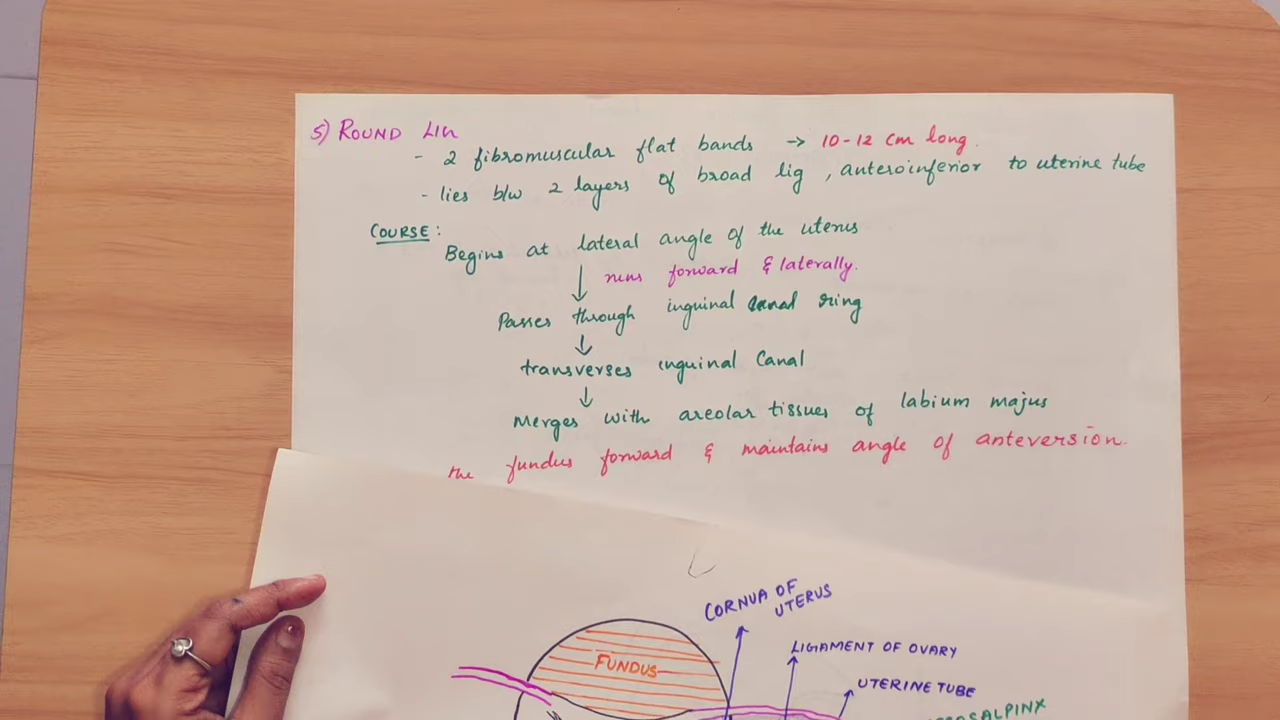 5) ROUND LIG
- 2 fibromuscular flat bands → 10-12 cm long.
- lies b/w 2 layers of broad lig, anteroinferior to uterine tube
COURSE:
Begins at lateral angle of the uterus
↓ runs forward & laterally.
Passes through inguinal canal ring
↓
transverses inguinal Canal
↓
Merges with areolar tissues of labium majus
the fundus forward & maintains angle of anteversion.
CORNUA OF
UTERUS
LIGAMENT OF OVARY
FUNDUS
UTERINE TUBE